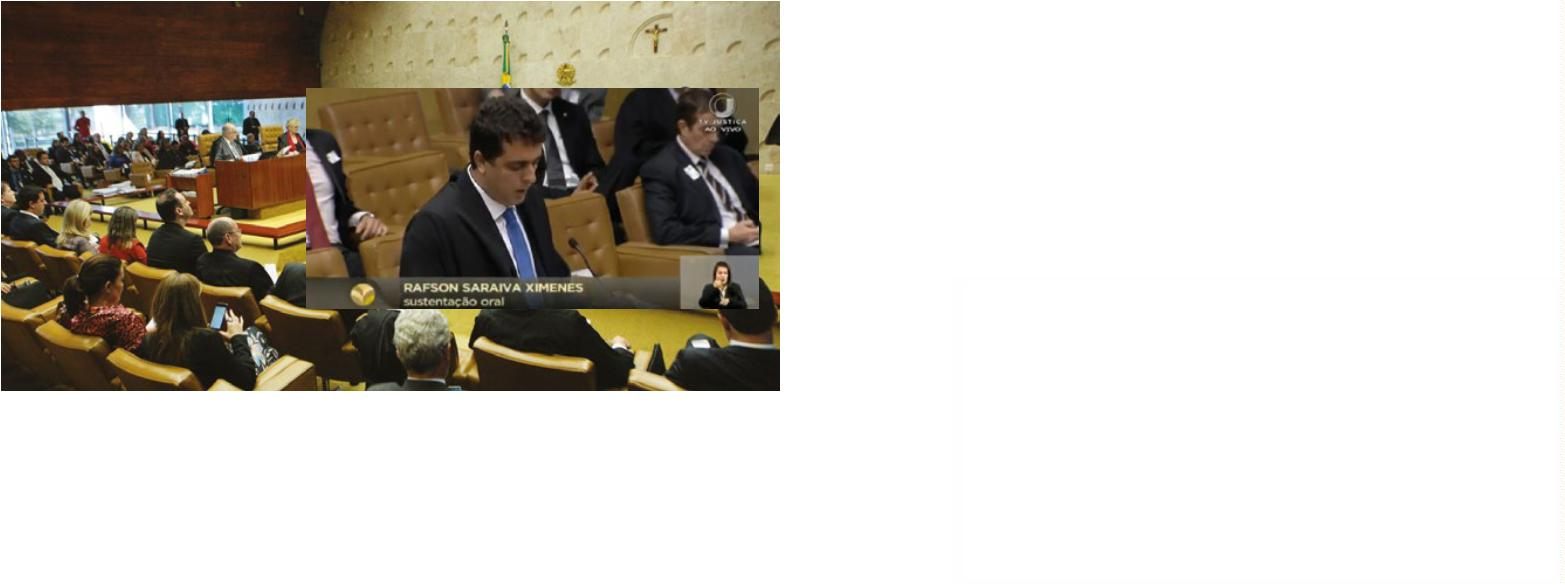 TV JUSTIÇA
AO VIVO
RAFSON SARAIVA XIMENES
sustentação oral